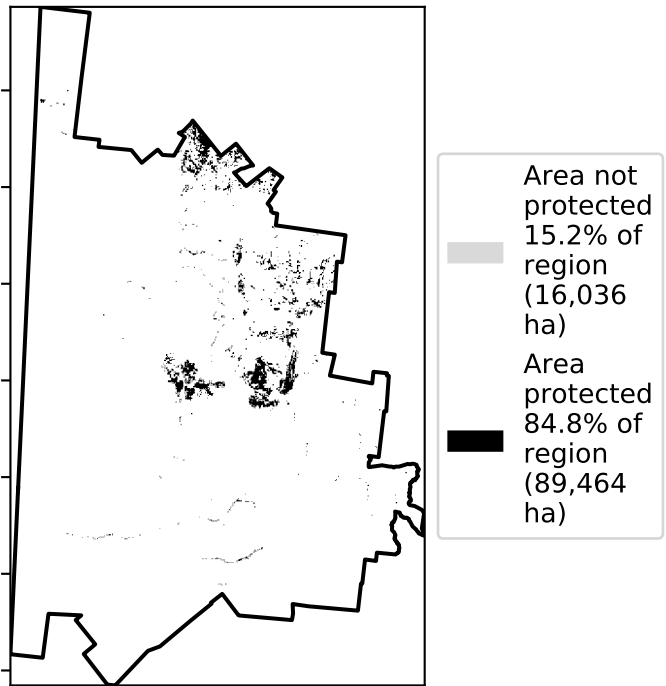 Area not
protected
15.2% of
region
(16,036
ha)
Area
protected
84.8% of
region
(89,464
ha)